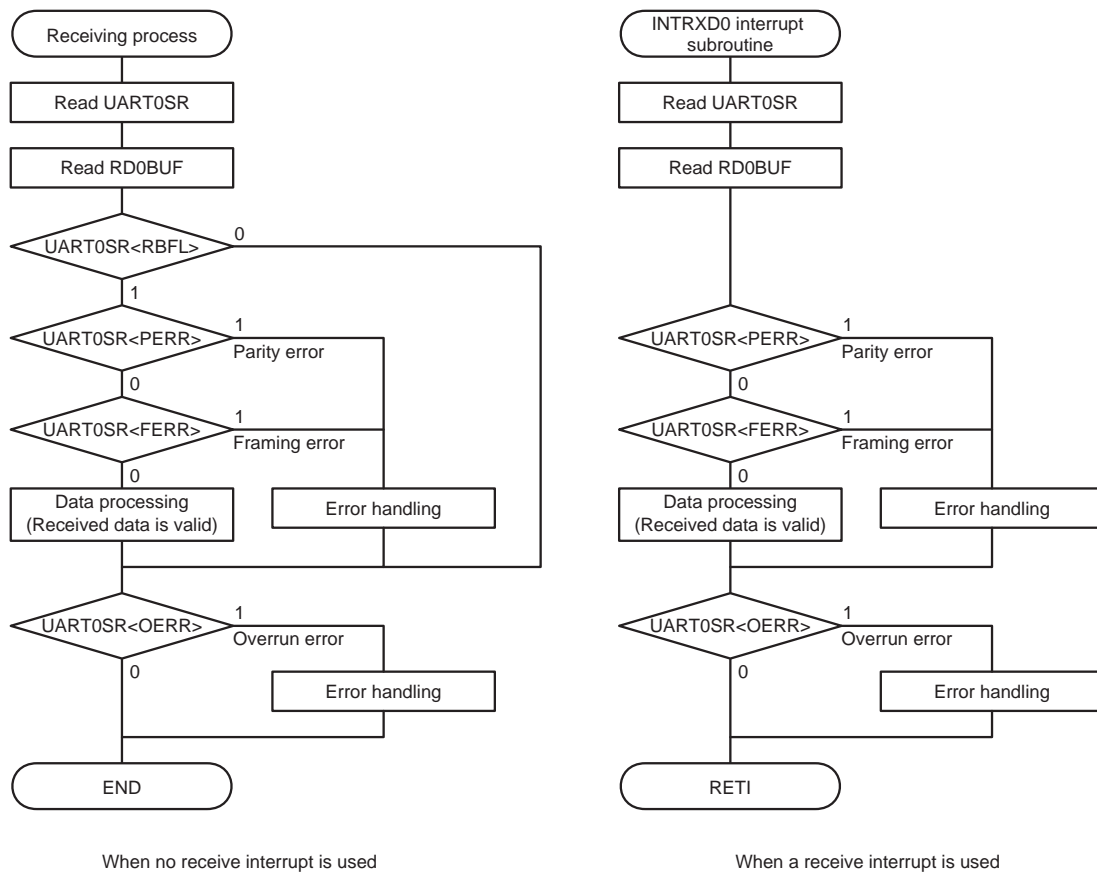 Receiving process
Read UART0SR
Read RD0BUF
UART0SR<RBFL>
0
1
UART0SR<PERR>
1
Parity error
0
UART0SR<FERR>
1
Framing error
0
Data processing
(Received data is valid)
Error handling
UART0SR<OERR>
1
Overrun error
0
Error handling
END
When no receive interrupt is used
INTRXD0 interrupt
subroutine
Read UART0SR
Read RD0BUF
UART0SR<PERR>
1
Parity error
0
UART0SR<FERR>
1
Framing error
0
Data processing
(Received data is valid)
Error handling
UART0SR<OERR>
1
Overrun error
0
Error handling
RETI
When a receive interrupt is used